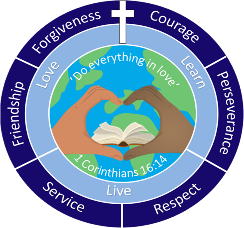 Forgiveness
Courage
Friendship
Perseverance
Service
Respect
Love
Learn
Live
'Do everything in love'
1 Corinthians 16:14